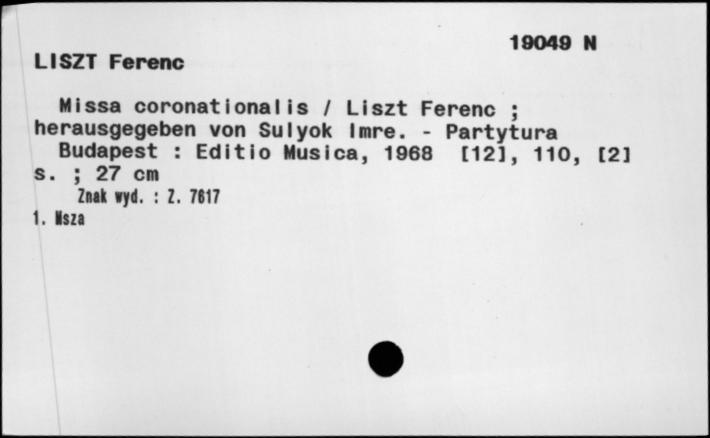 19049 N
LISZT Ferenc
Missa coronationalis / Liszt Ferenc ;
herausgegeben von Sulyok Imre. - Partytura
Budapest : Editio Musica, 1968 [12], 110, [2]
s. ; 27 cm
Znak wyd. : Z. 7617
1. Msza